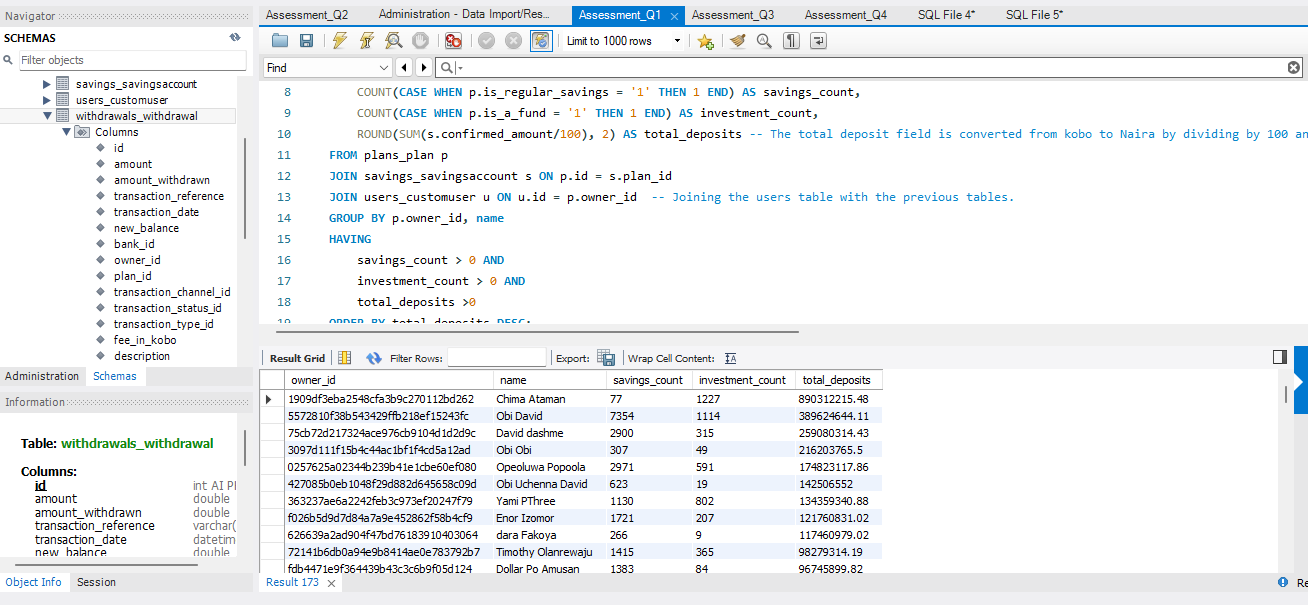 Navigator
SCHEMAS
Filter objects
savings_savingsaccount
users_customuser
withdrawals_withdrawal
Columns
id
amount
amount_withdrawn
transaction_reference
transaction_date
new_balance
bank_id
owner_id
plan_id
transaction_channel_id
transaction_status_id
transaction_type_id
fee_in_kobo
description
Administration Schemas
Information
Table: withdrawals_withdrawal
Columns:
id int AI PI
amount double
amount_withdrawn double
transaction_reference varchar(
transaction_date datetim
new_balance double
Object Info Session
Assessment_Q2 Administration - Data Import/Res... Assessment_Q1 Assessment_Q3 Assessment_Q4 SQL File 4* SQL File 5*
Limit to 1000 rows
Find
8 COUNT(CASE WHEN p.is_regular_savings = '1' THEN 1 END) AS savings_count,
9 COUNT(CASE WHEN p.is_a_fund = '1' THEN 1 END) AS investment_count,
10 ROUND(SUM(s.confirmed_amount/100), 2) AS total_deposits -- The total deposit field is converted from kobo to Naira by dividing by 100 an
11 FROM plans_plan p
12 JOIN savings_savingsaccount s ON p.id = s.plan_id
13 JOIN users_customuser u ON u.id = p.owner_id -- Joining the users table with the previous tables.
14 GROUP BY p.owner_id, name
15 HAVING
16 savings_count > 0 AND
17 investment_count > 0 AND
18 total_deposits >0
19 ORDER BY total_deposits DESC;
Result Grid Filter Rows: Export: Wrap Cell Content:
owner_id name savings_count investment_count total_deposits
1909df3eba2548cfa3b9c270112bd262 Chima Ataman 77 1227 890312215.48
5572810f38b543429ffb218ef15243fc Obi David 7354 1114 389624644.11
75cb72d217324ace976cb9104d1d2d9c David dashme 2900 315 259080314.43
3097d111f15b4c44ac1bf1f4cd5a12ad Obi Obi 307 49 216203765.5
0257625a02344b239b41e1cbe60ef080 Opeoluwa Popoola 2971 591 174823117.86
427085b0eb1048f29d882d645658c09d Obi Uchenna David 623 19 142506552
363237ae6a2242feb3c973ef20247f79 Yami PThree 1130 802 134359340.88
f026b5d9d7d84a7a9e452862f58b4cf9 Enor Izomor 1721 207 121760831.02
626639a2ad904f47bd76183910403064 dara Fakoya 266 9 117460979.02
72141b6db0a94e9b8414ae0e783792b7 Timothy Olanrewaju 1415 365 98279314.19
fdb4471e9f364439b43c3c6b9f05d124 Dollar Po Amusan 1383 84 96745899.82
Result 173
Re